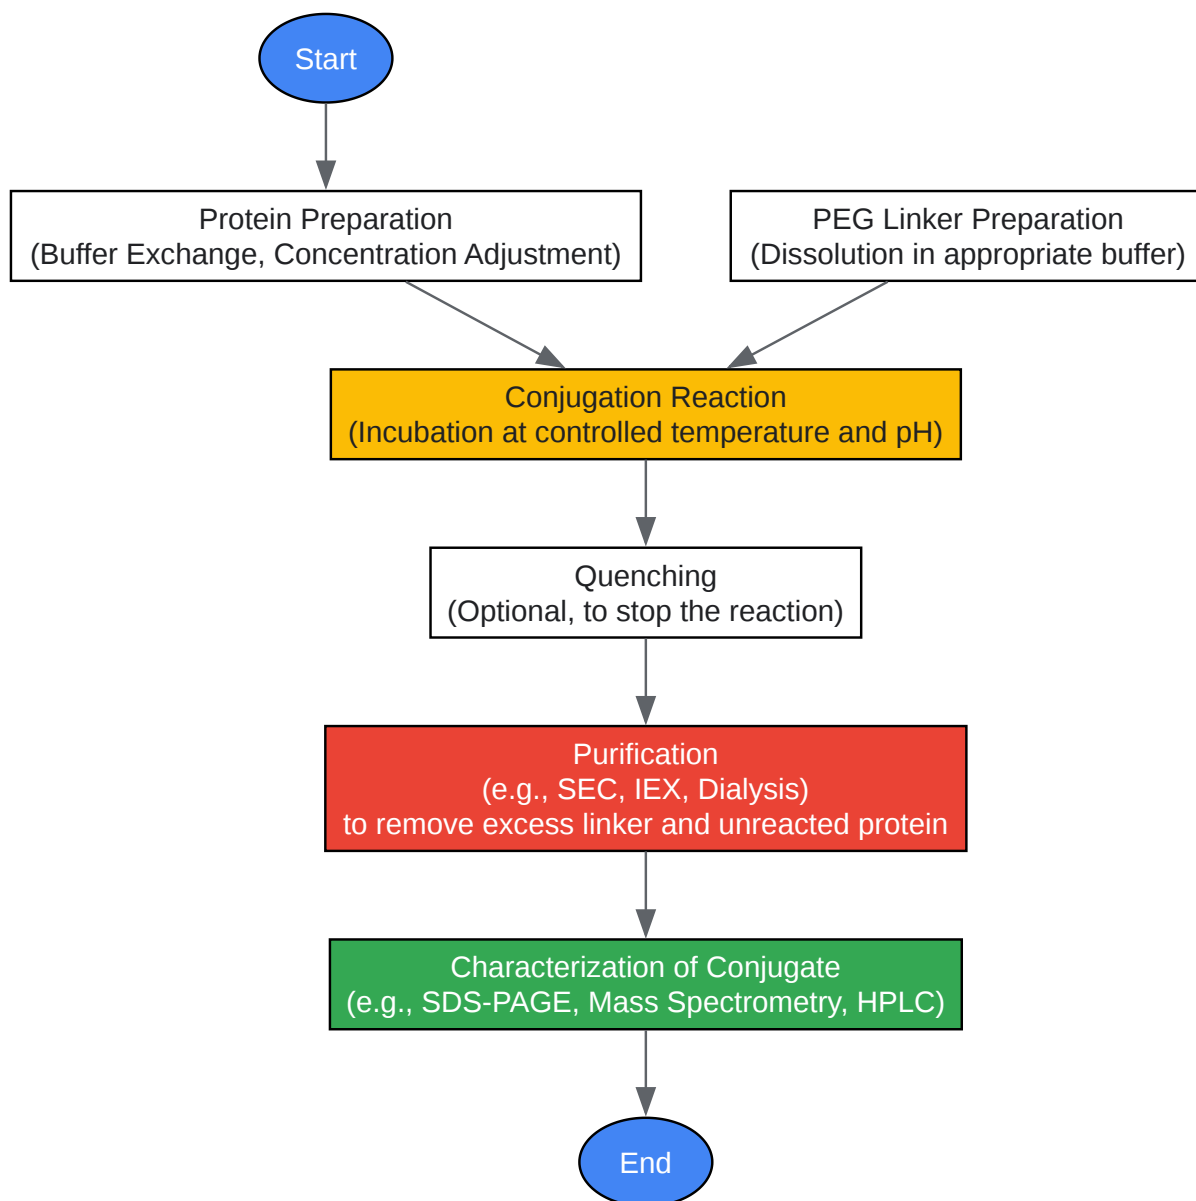 Start
Protein Preparation
(Buffer Exchange, Concentration Adjustment)
PEG Linker Preparation
(Dissolution in appropriate buffer)
Conjugation Reaction
(Incubation at controlled temperature and pH)
Quenching
(Optional, to stop the reaction)
Purification
(e.g., SEC, IEX, Dialysis)
to remove excess linker and unreacted protein
Characterization of Conjugate
(e.g., SDS-PAGE, Mass Spectrometry, HPLC)
End